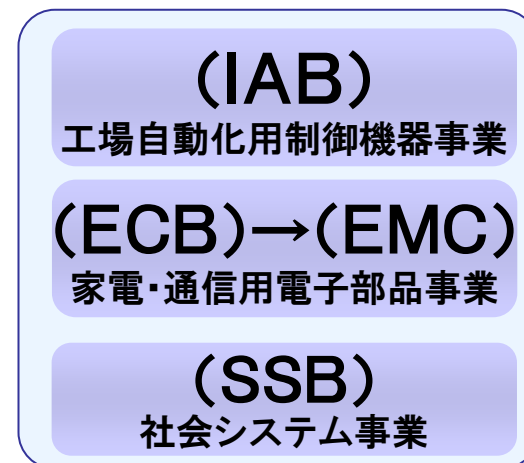 （IAB）
工場自動化用制御機器事業
（ECB）→（EMC）
家電・通信用電子部品事業
（SSB）
社会システム事業